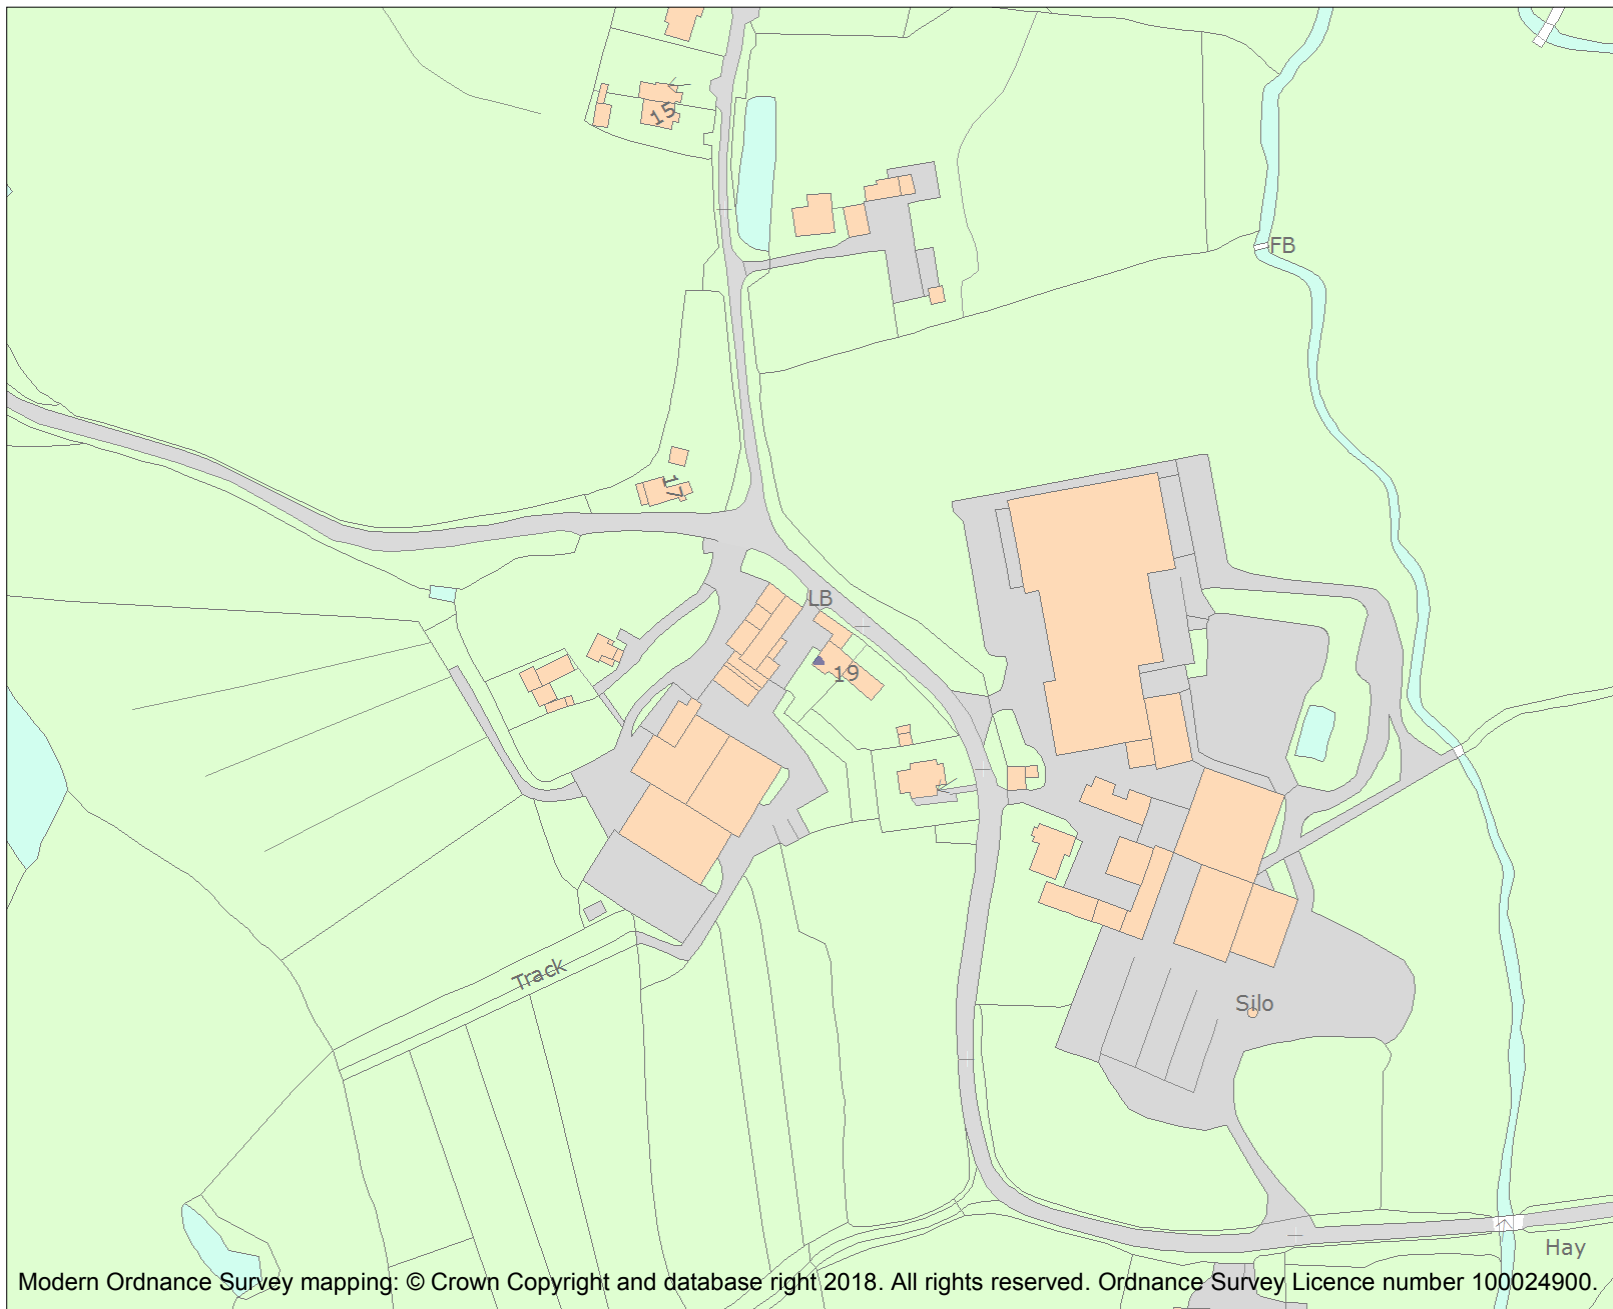 15
FB
17
LB
19
Track
Silo
Hay
Modern Ordnance Survey mapping: © Crown Copyright and database right 2018. All rights reserved. Ordnance Survey Licence number 100024900.